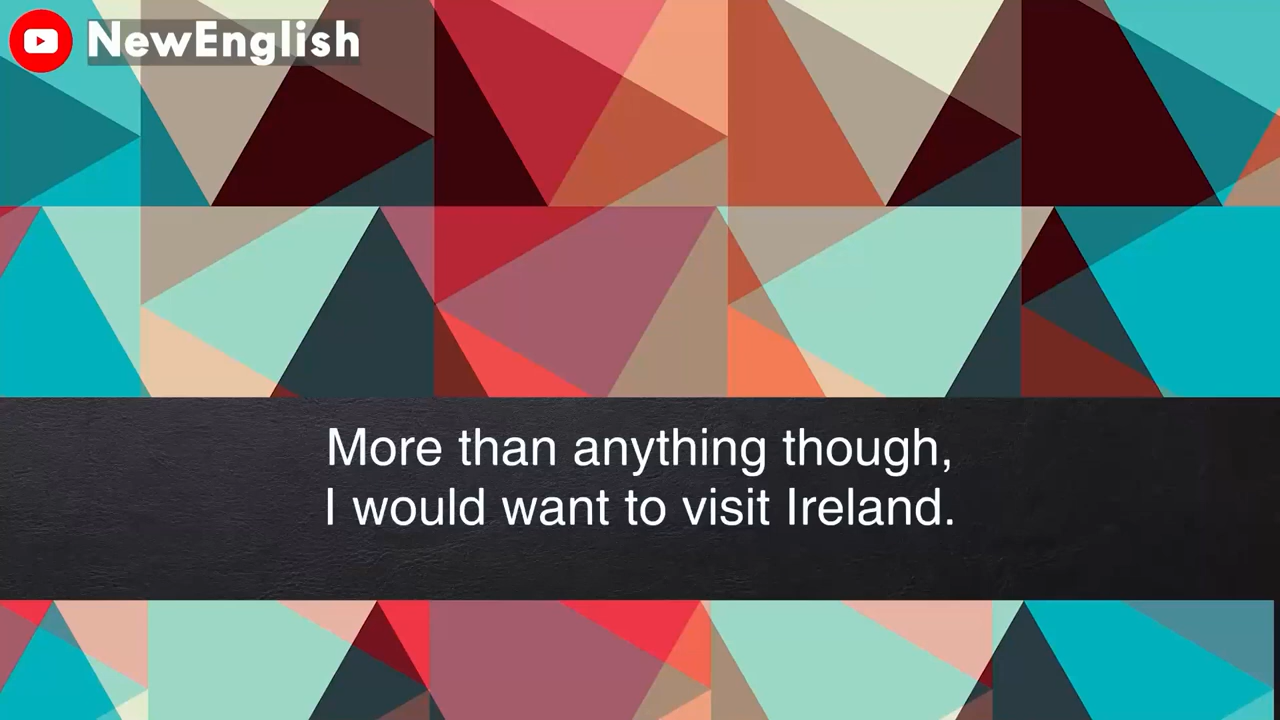 NewEnglish
More than anything though,
I would want to visit Ireland.